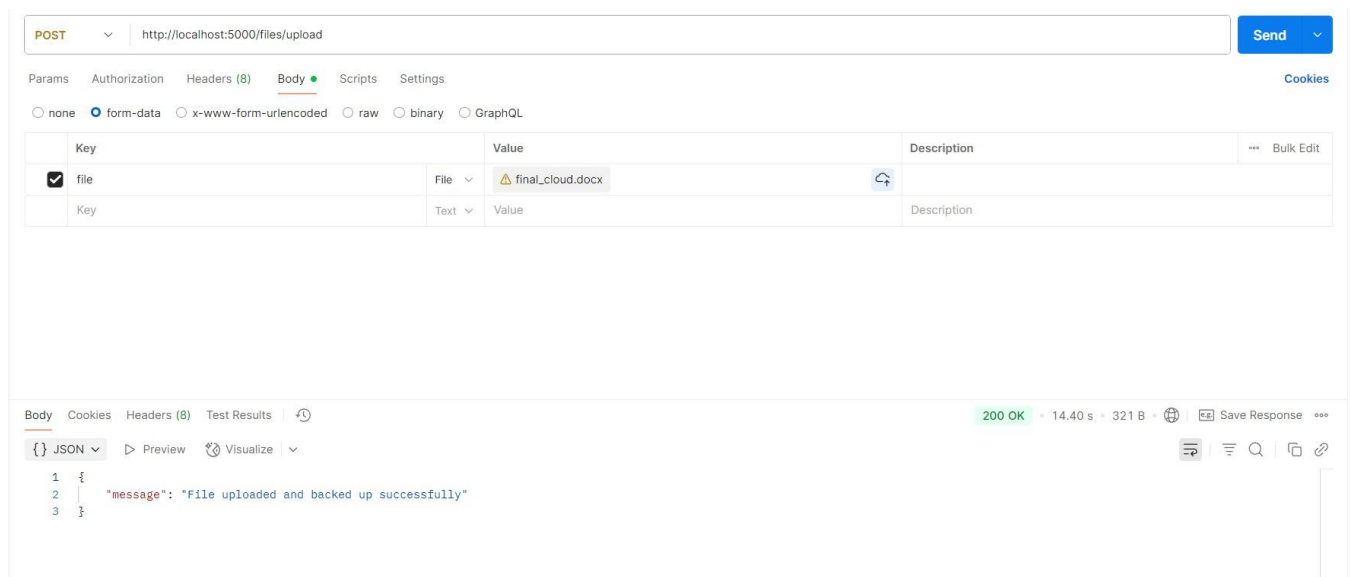 POST http://localhost:5000/files/upload Send
Params Authorization Headers (8) Body Scripts Settings Cookies
none form-data x-www-form-urlencoded raw binary GraphQL
Key Value Description Bulk Edit
file File final_cloud.docx
Key Text Value Description
Body Cookies Headers (8) Test Results 200 OK 14.40 s 321 B e.g. Save Response
{} JSON Preview Visualize
1 {
2 "message": "File uploaded and backed up successfully"
3 }